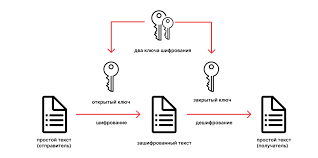 два ключа шифрования
открытый ключ
закрытый ключ
шифрование
дешифрование
простой текст
(отправитель)
зашифрованный текст
простой текст
(получатель)